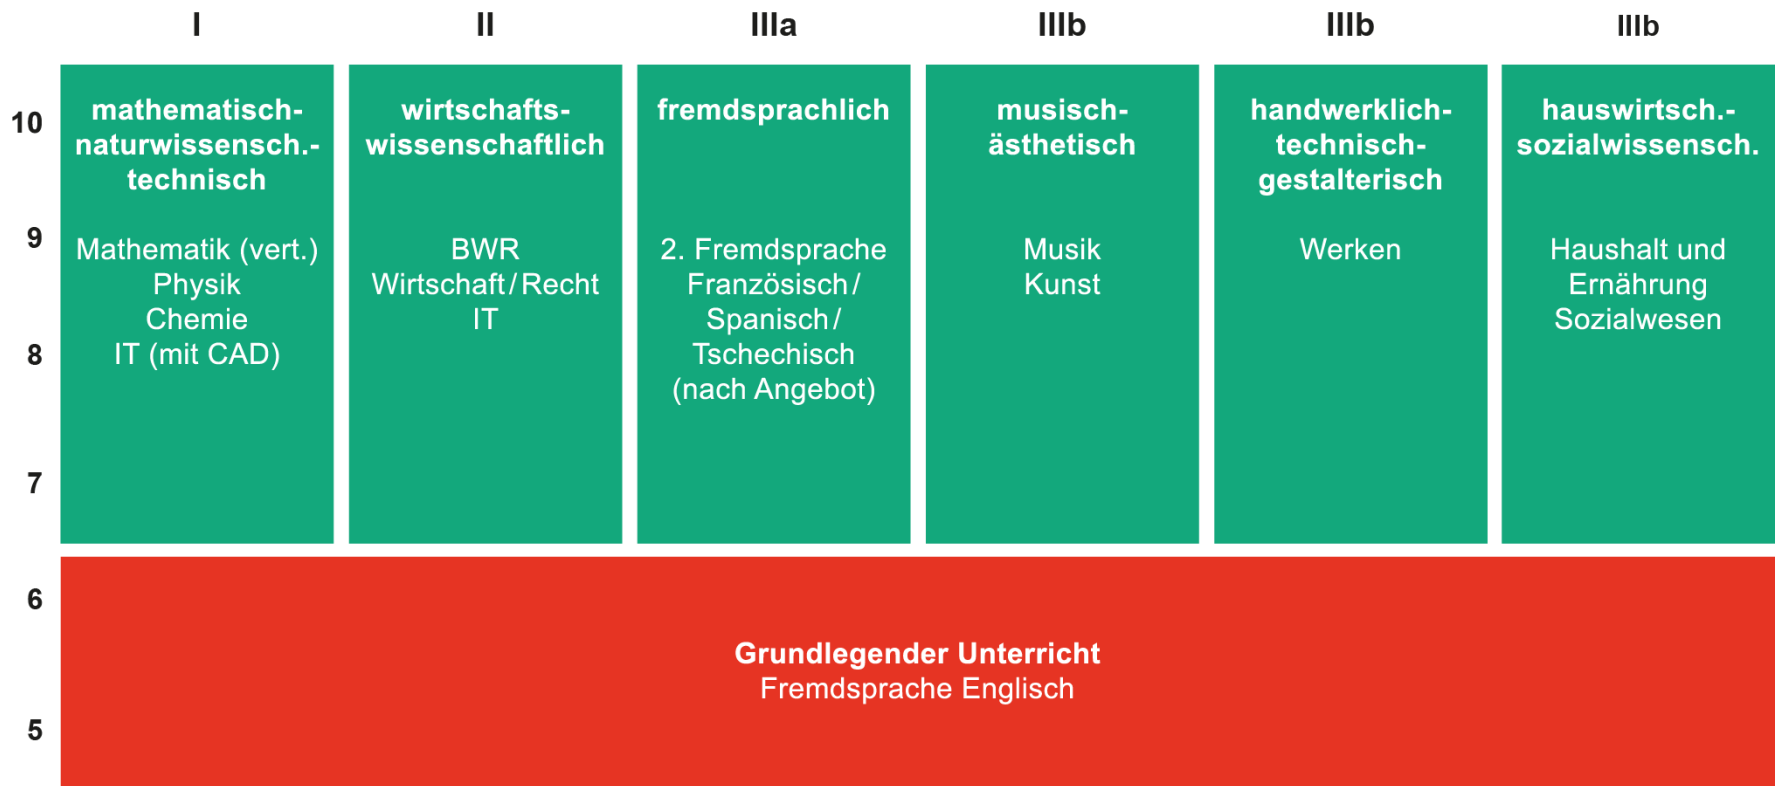 I
II
IIIa
IIIb
IIIb
IIIb
10
9
8
7
6
5
mathematisch-
naturwissensch.-
technisch
Mathematik (vert.)
Physik
Chemie
IT (mit CAD)
wirtschafts-
wissenschaftlich
BWR
Wirtschaft/Recht
IT
fremdsprachlich
2. Fremdsprache
Französisch/
Spanisch/
Tschechisch
(nach Angebot)
musisch-
ästhetisch
Musik
Kunst
handwerklich-
technisch-
gestalterisch
Werken
hauswirtsch.-
sozialwissensch.
Haushalt und
Ernährung
Sozialwesen
Grundlegender Unterricht
Fremdsprache Englisch